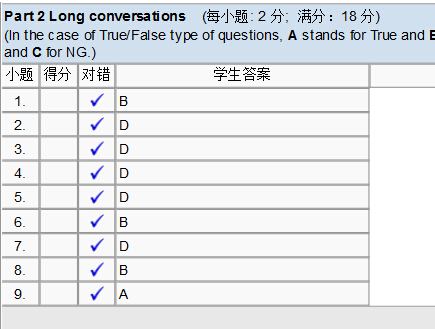 Part 2 Long conversations (每小题: 2 分; 满分: 18 分)
(In the case of True/False type of questions, A stands for True and
and C for NG.)
小题 得分 对错 学生答案
1. B
2. D
3. D
4. D
5. D
6. B
7. D
8. B
9. A